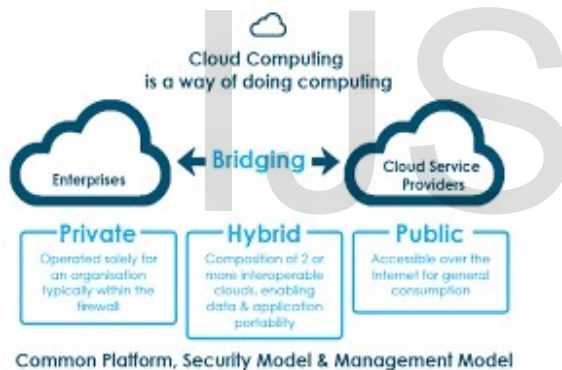 Cloud Computing
is a way of doing computing
Enterprises
Bridging
Cloud Service
Providers
Private
Operated solely for
an organisation
typically within the
firewall
Hybrid
Composition of 2 or
more interoperable
clouds, enabling
data & application
portability
Public
Accessible over the
Internet for general
consumption
Common Platform, Security Model & Management Model
IJS